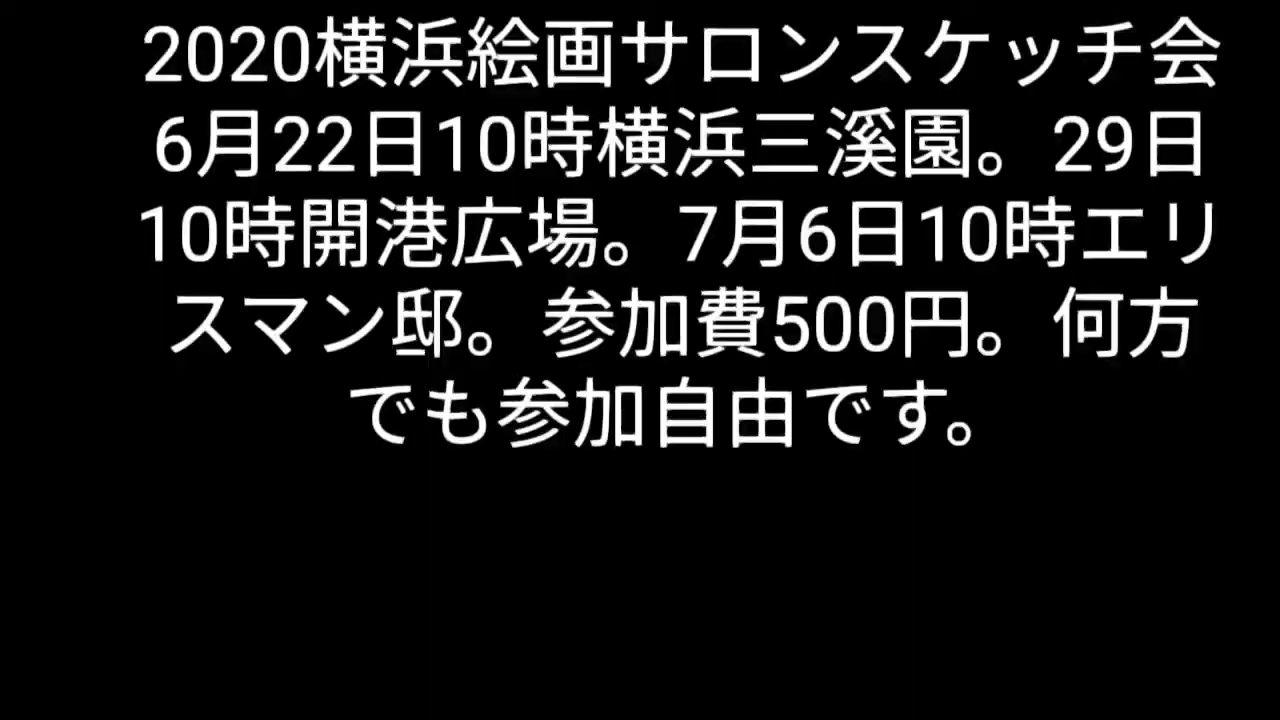 2020横浜絵画サロンスケッチ会
6月22日10時横浜三溪園。29日
10時開港広場。7月6日10時エリ
スマン邸。参加費500円。何方
でも参加自由です。